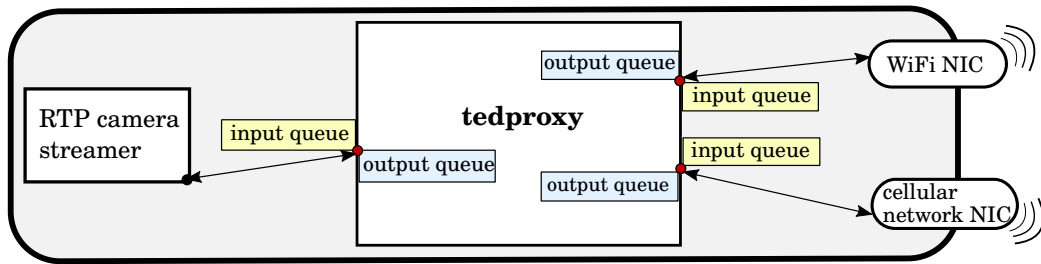 RTP camera
streamer
input queue
output queue
tedproxy
output queue
input queue
input queue
output queue
WiFi NIC
cellular
network NIC